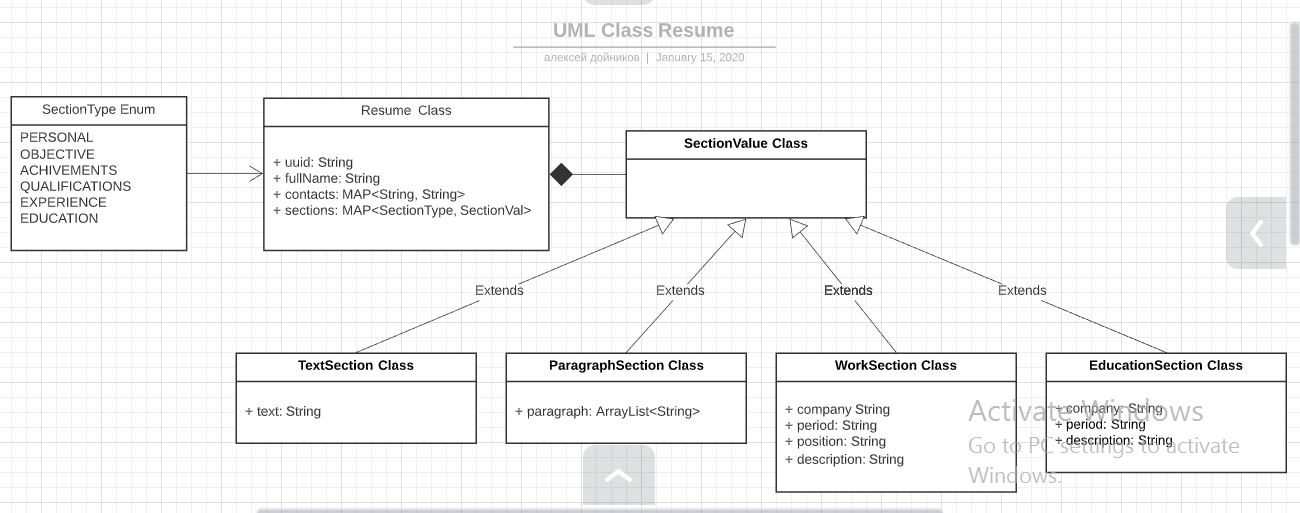 UML Class Resume
алексей дойников | January 15, 2020
SectionType Enum
PERSONAL
OBJECTIVE
ACHIVEMENTS
QUALIFICATIONS
EXPERIENCE
EDUCATION
Resume Class
+ uuid: String
+ fullName: String
+ contacts: MAP<String, String>
+ sections: MAP<SectionType, SectionVal>
SectionValue Class
Extends
Extends
Extends
Extends
TextSection Class
+ text: String
ParagraphSection Class
+ paragraph: ArrayList<String>
WorkSection Class
+ company String
+ period: String
+ position: String
+ description: String
EducationSection Class
+ company: String
+ period: String
+ description: String
Activate Windows
Go to PC settings to activate
Windows.